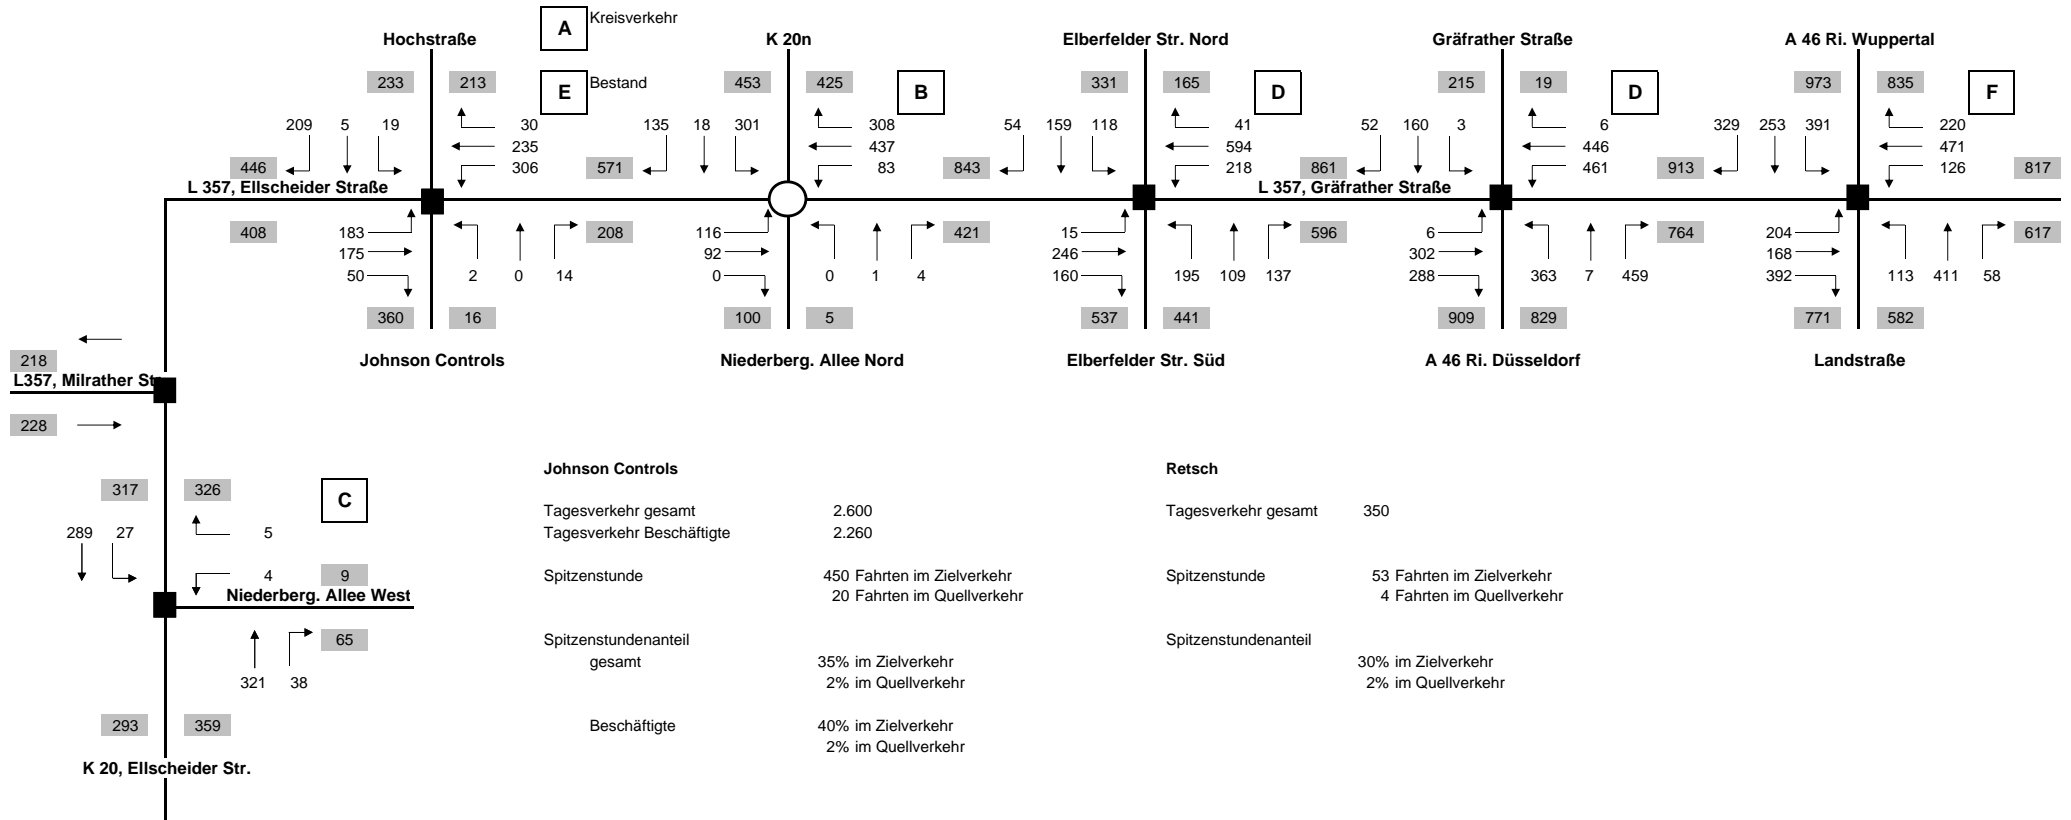 A Kreisverkehr
Hochstraße K 20n Elberfelder Str. Nord Gräfrather Straße A 46 Ri. Wuppertal
233 213 E Bestand 453 425 B 331 165 D 215 19 D 973 835 F
209 5 19 30 135 18 301 308 54 159 118 41 52 160 3 6 329 253 391 220
235 437 594 446 471
446 306 571 83 843 218 861 461 913 126 817
L 357, Ellscheider Straße L 357, Gräfrather Straße
408 183 208 116 421 15 596 6 764 204 617
175 92 246 302 168
50 2 0 14 0 0 1 4 160 195 109 137 288 363 7 459 392 113 411 58
360 16 100 5 537 441 909 829 771 582
218 Johnson Controls Niederberg. Allee Nord Elberfelder Str. Süd A 46 Ri. Düsseldorf Landstraße
L357, Milrather Str
228
Johnson Controls Retsch
317 326 C
Tagesverkehr gesamt 2.600 Tagesverkehr gesamt 350
289 27 5 Tagesverkehr Beschäftigte 2.260
4 9 Spitzenstunde 450 Fahrten im Zielverkehr Spitzenstunde 53 Fahrten im Zielverkehr
Niederberg. Allee West 20 Fahrten im Quellverkehr 4 Fahrten im Quellverkehr
65 Spitzenstundenanteil Spitzenstundenanteil
gesamt 35% im Zielverkehr 30% im Zielverkehr
321 38 2% im Quellverkehr 2% im Quellverkehr
293 359 Beschäftigte 40% im Zielverkehr
2% im Quellverkehr
K 20, Ellscheider Str.